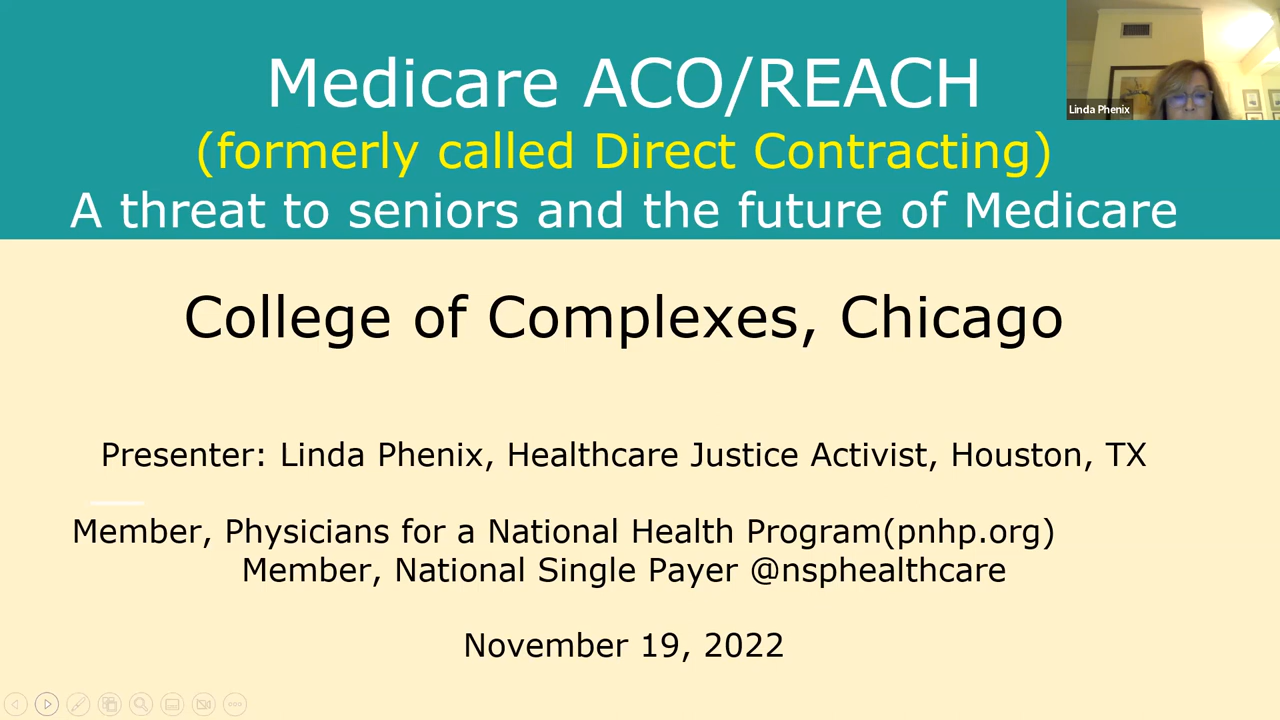 Medicare ACO/REACH
(formerly called Direct Contracting)
A threat to seniors and the future of Medicare
Linda Phenix
College of Complexes, Chicago
Presenter: Linda Phenix, Healthcare Justice Activist, Houston, TX
Member, Physicians for a National Health Program(pnhp.org)
Member, National Single Payer @nsphealthcare
November 19, 2022